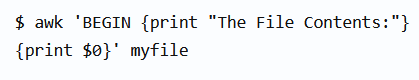 $ awk 'BEGIN {print "The File Contents:"}
{print $0}' myfile